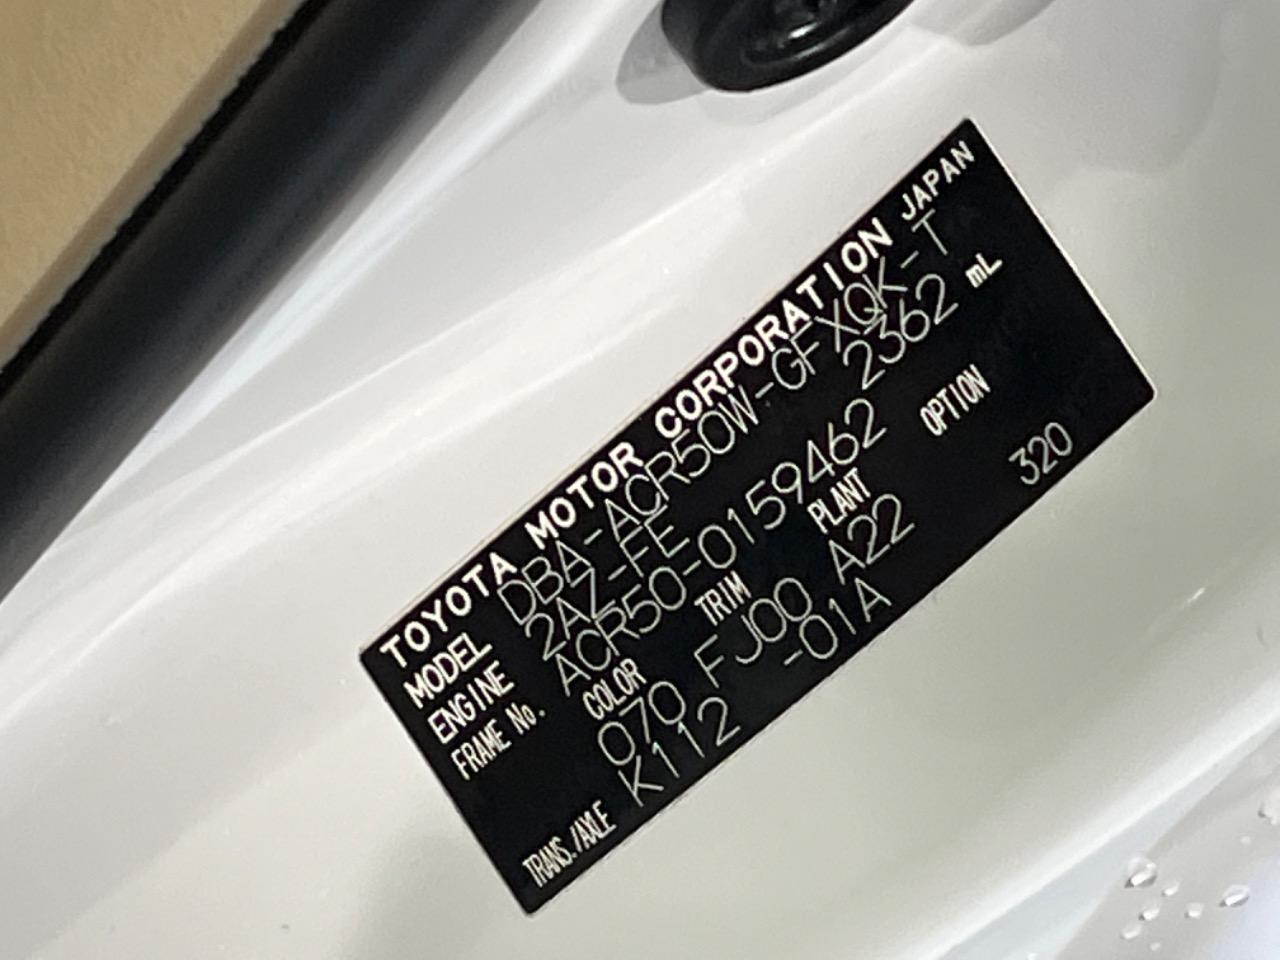 TOYOTA MOTOR CORPORATION JAPAN
MODEL DBA-ACR50W-GFXQK-T
ENGINE 2AZ-FE 2362 mL
FRAME No. ACR50-0159462
COLOR TRIM PLANT OPTION
070 FJ00 A22 320
TRANS./AXLE K112 -01A